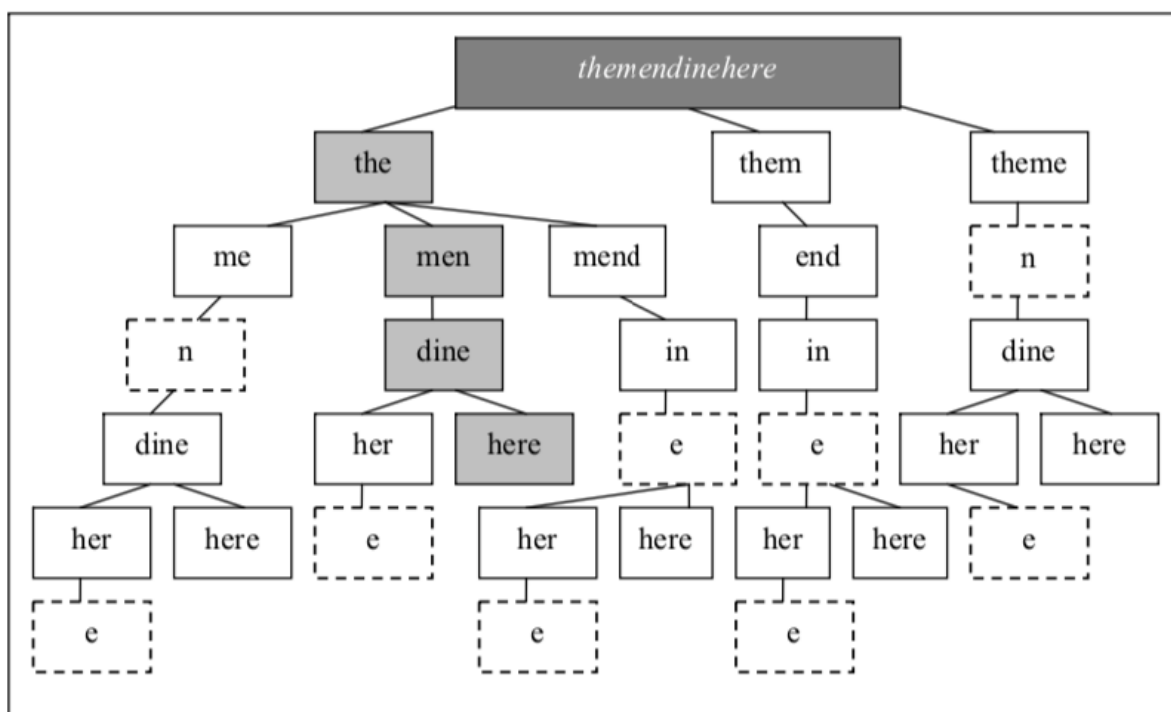 themendinehere
the them theme
me men mend end n
n dine in in dine
dine her here e e her here
her here e her here her here e
e e e